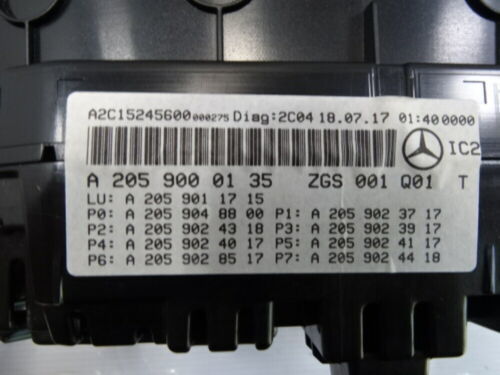 A2C15245600 000275 Diag:2C04 18.07.17 01:40 0000
IC2
A 205 900 01 35 ZGS 001 Q01 T
LU: A 205 901 17 15
P0: A 205 904 88 00 P1: A 205 902 37 17
P2: A 205 902 43 18 P3: A 205 902 39 17
P4: A 205 902 40 17 P5: A 205 902 41 17
P6: A 205 902 85 17 P7: A 205 902 44 18